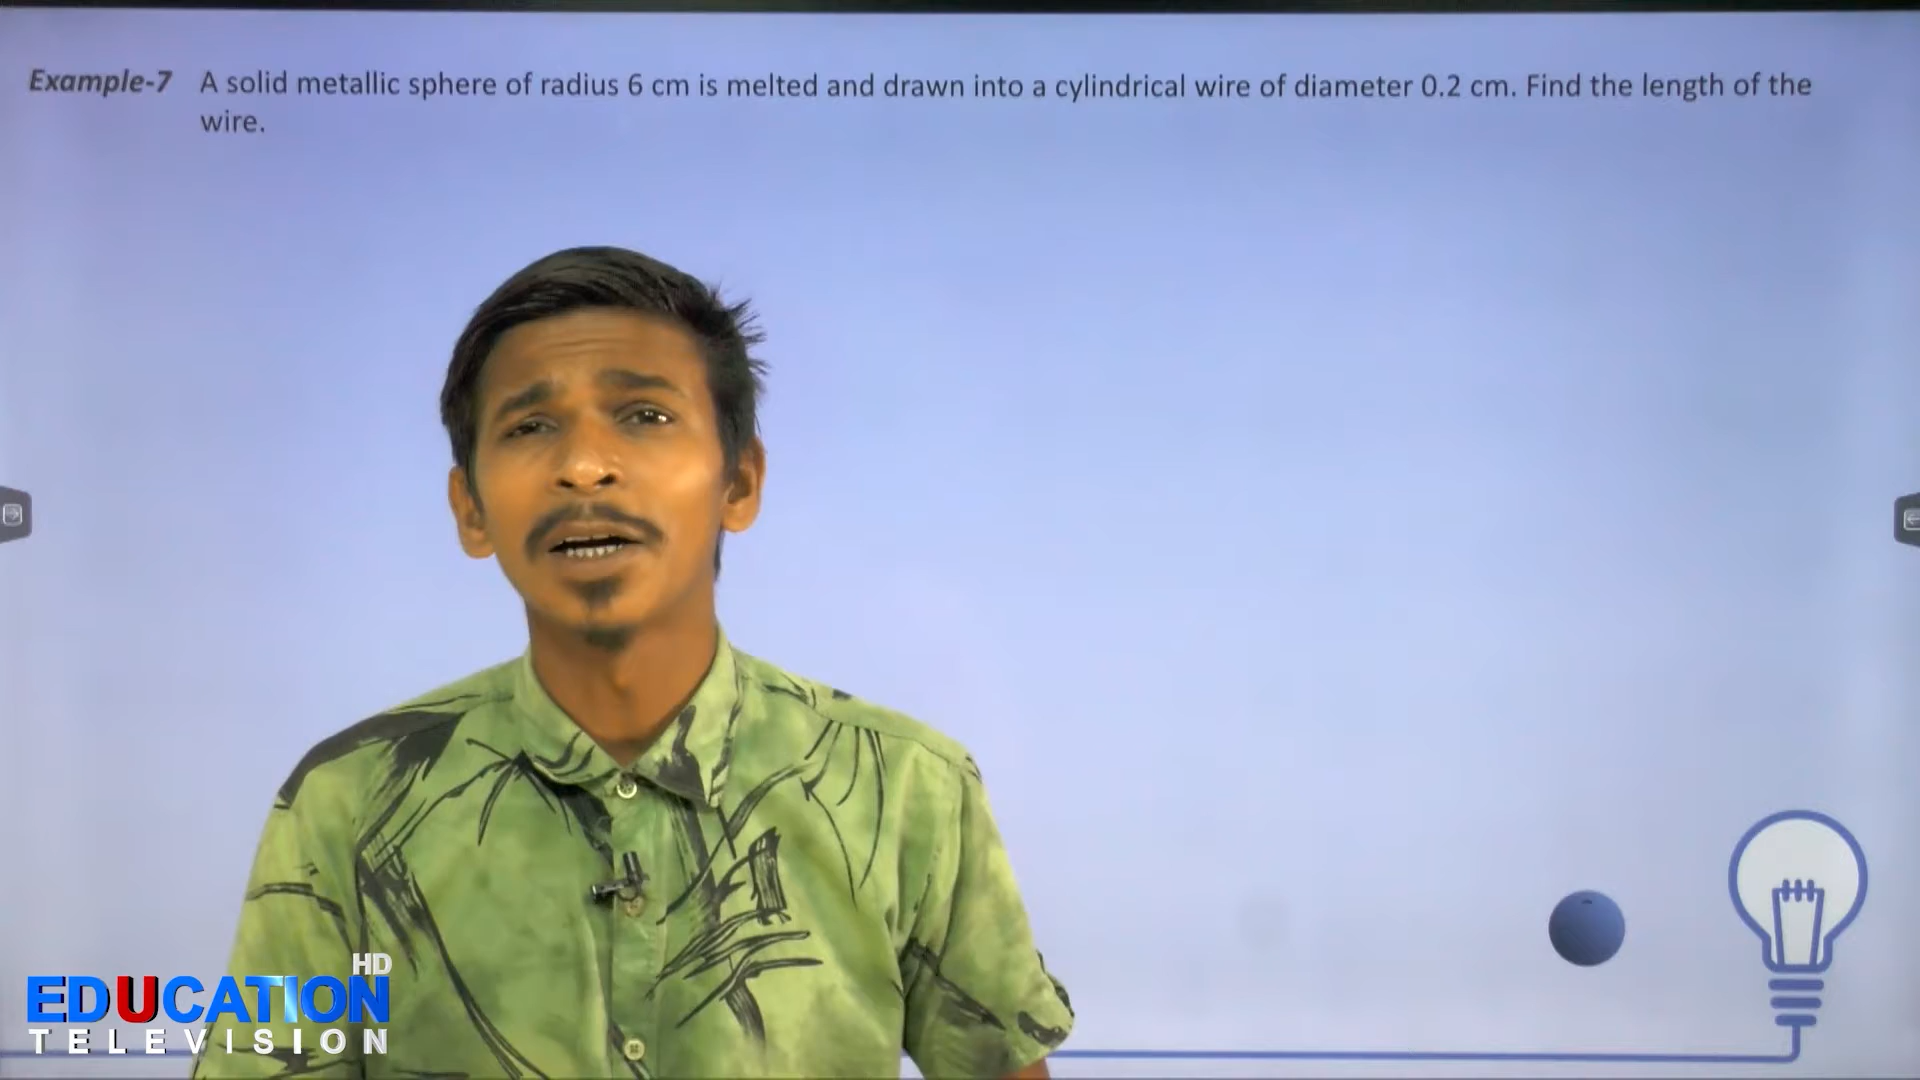 Example-7 A solid metallic sphere of radius 6 cm is melted and drawn into a cylindrical wire of diameter 0.2 cm. Find the length of the
wire.
HD
EDUCATION
TELEVISION